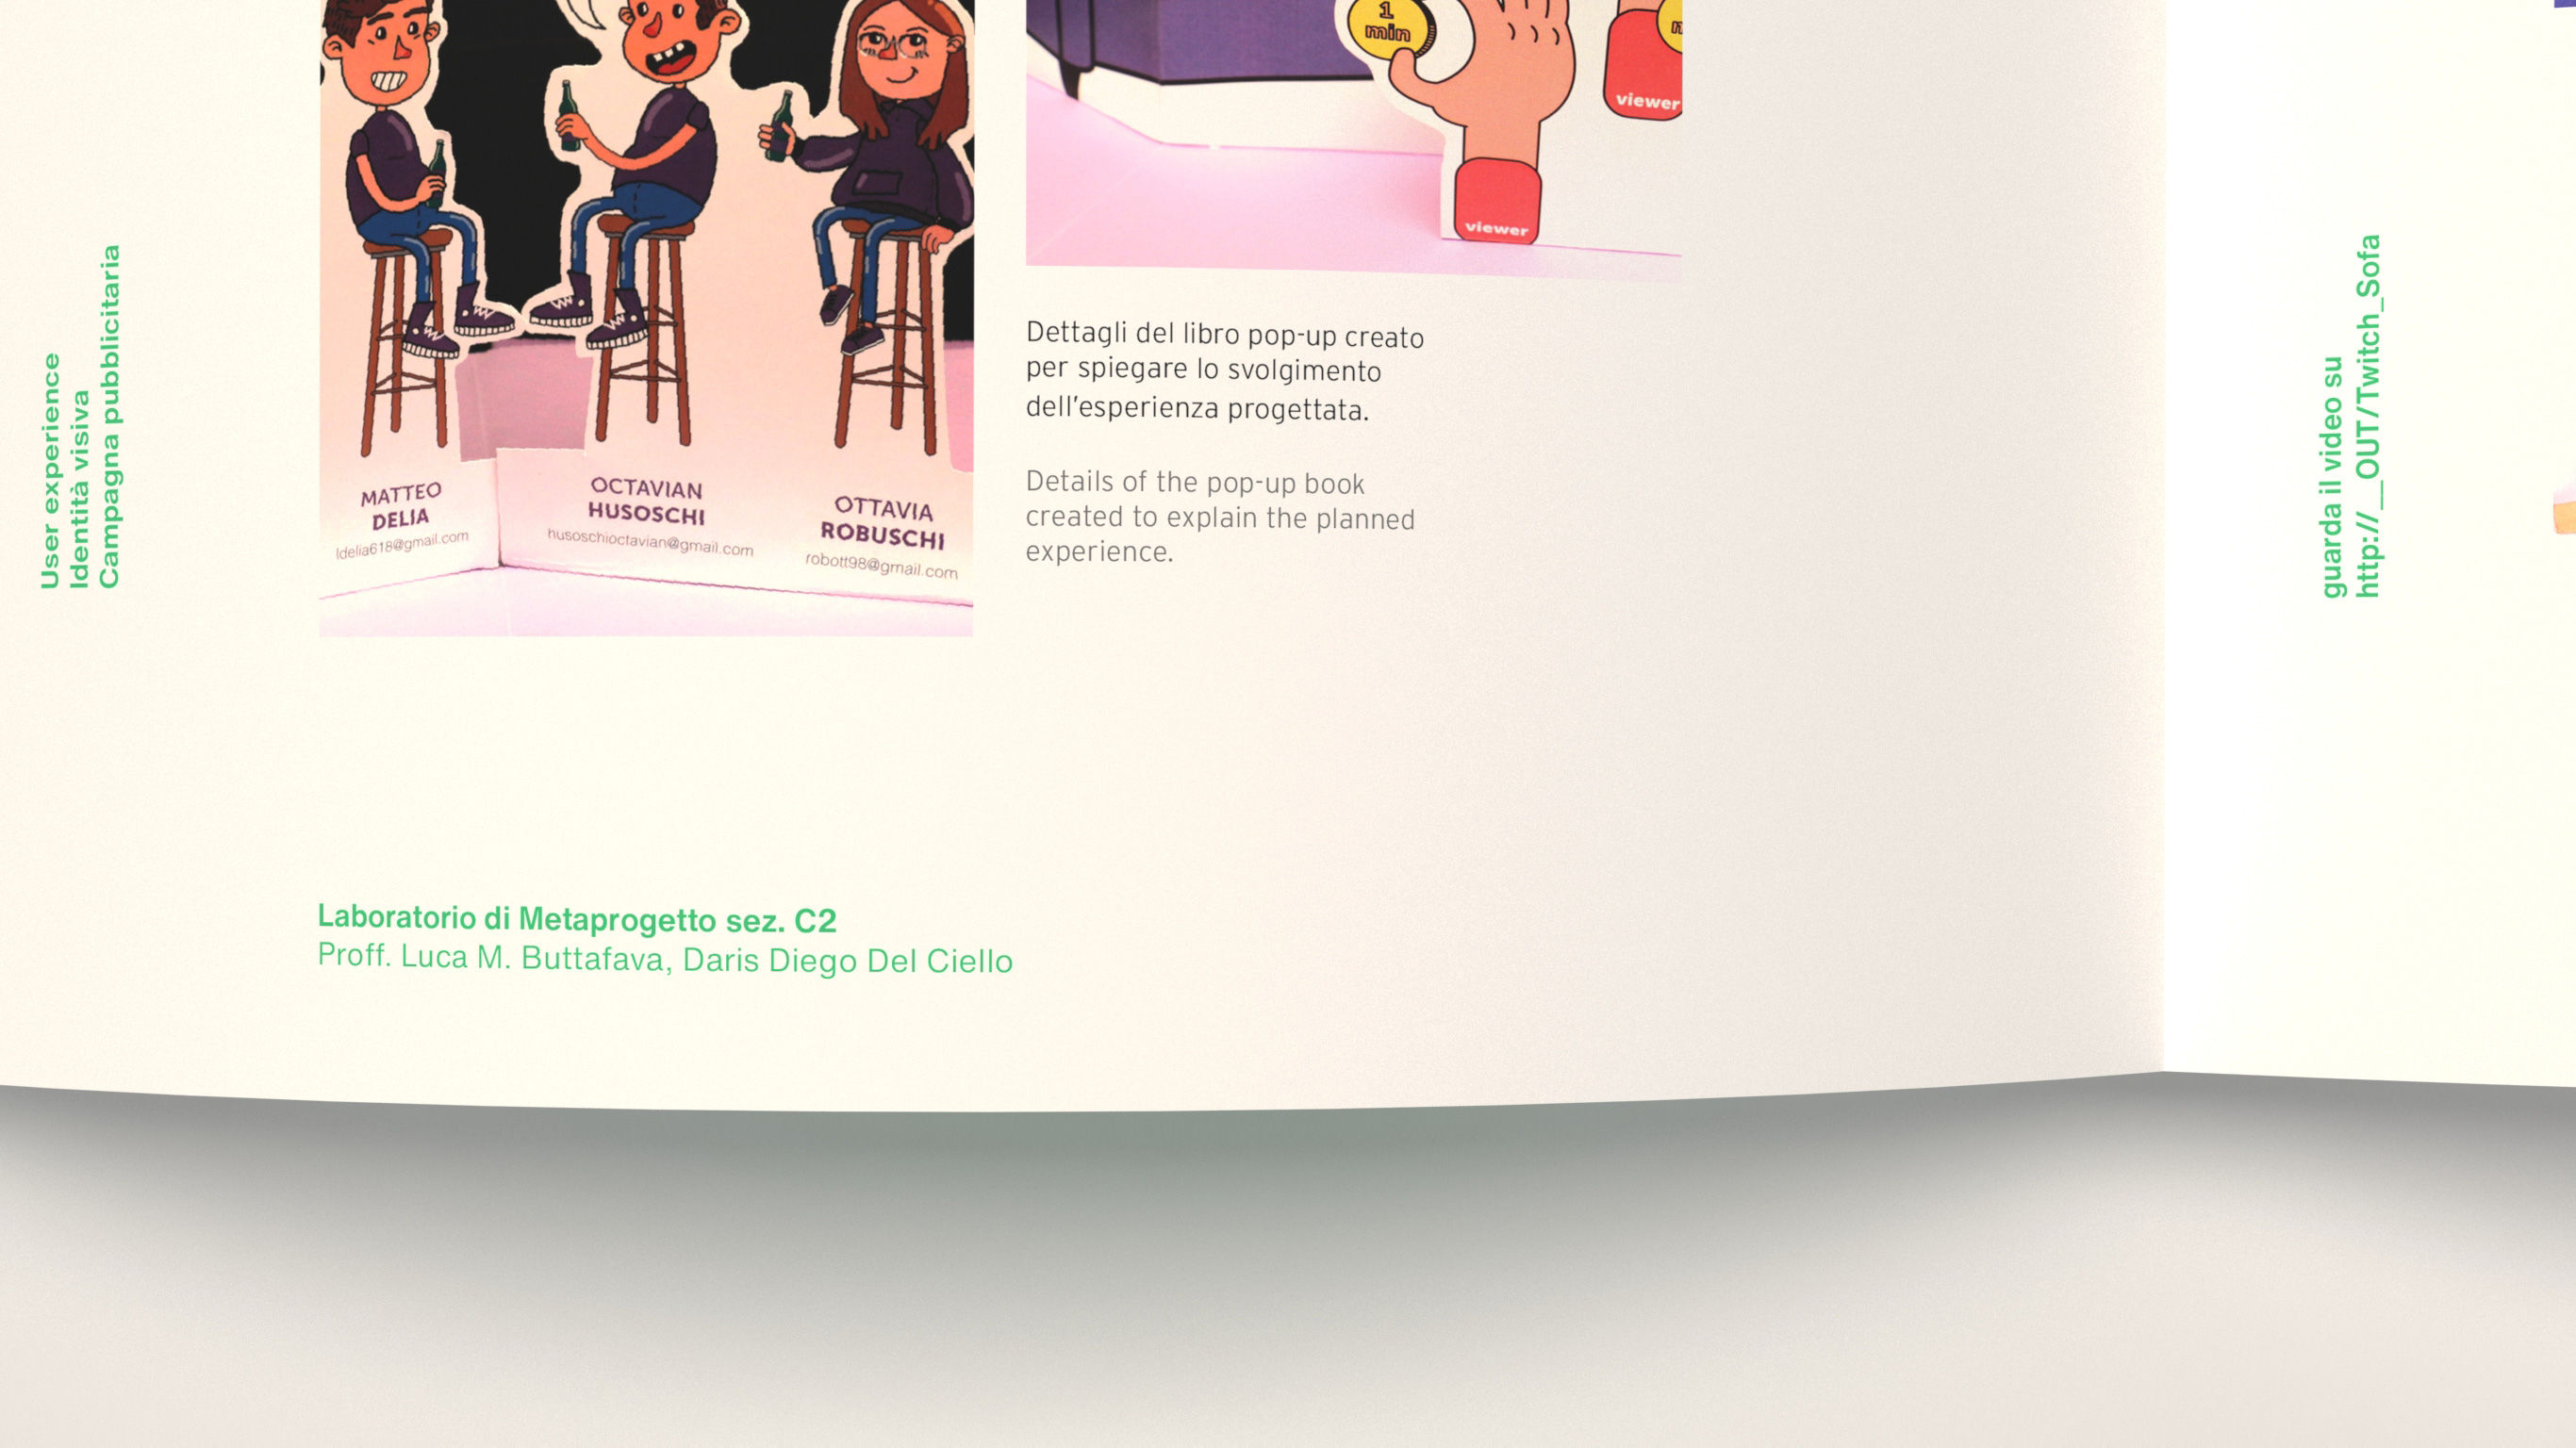 User experience
Identità visiva
Campagna pubblicitaria
MATTEO
DELIA
ldelia618@gmail.com
OCTAVIAN
HUSOSCHI
husoschioctavian@gmail.com
OTTAVIA
ROBUSCHI
robott98@gmail.com
1
min
viewer
viewer
Dettagli del libro pop-up creato
per spiegare lo svolgimento
dell'esperienza progettata.
Details of the pop-up book
created to explain the planned
experience.
Laboratorio di Metaprogetto sez. C2
Proff. Luca M. Buttafava, Daris Diego Del Ciello
guarda il video su
http://__OUT/Twitch_Sofa